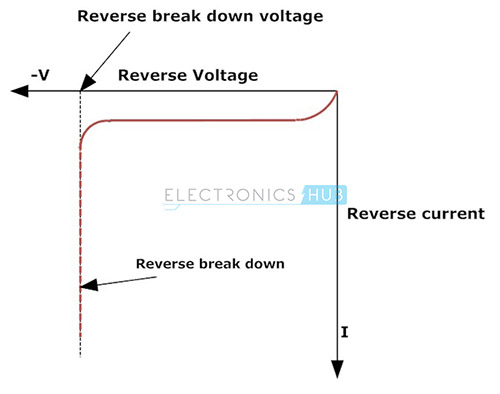 Reverse break down voltage
-V
Reverse Voltage
ELECTRONICS HUB
Reverse current
Reverse break down
I